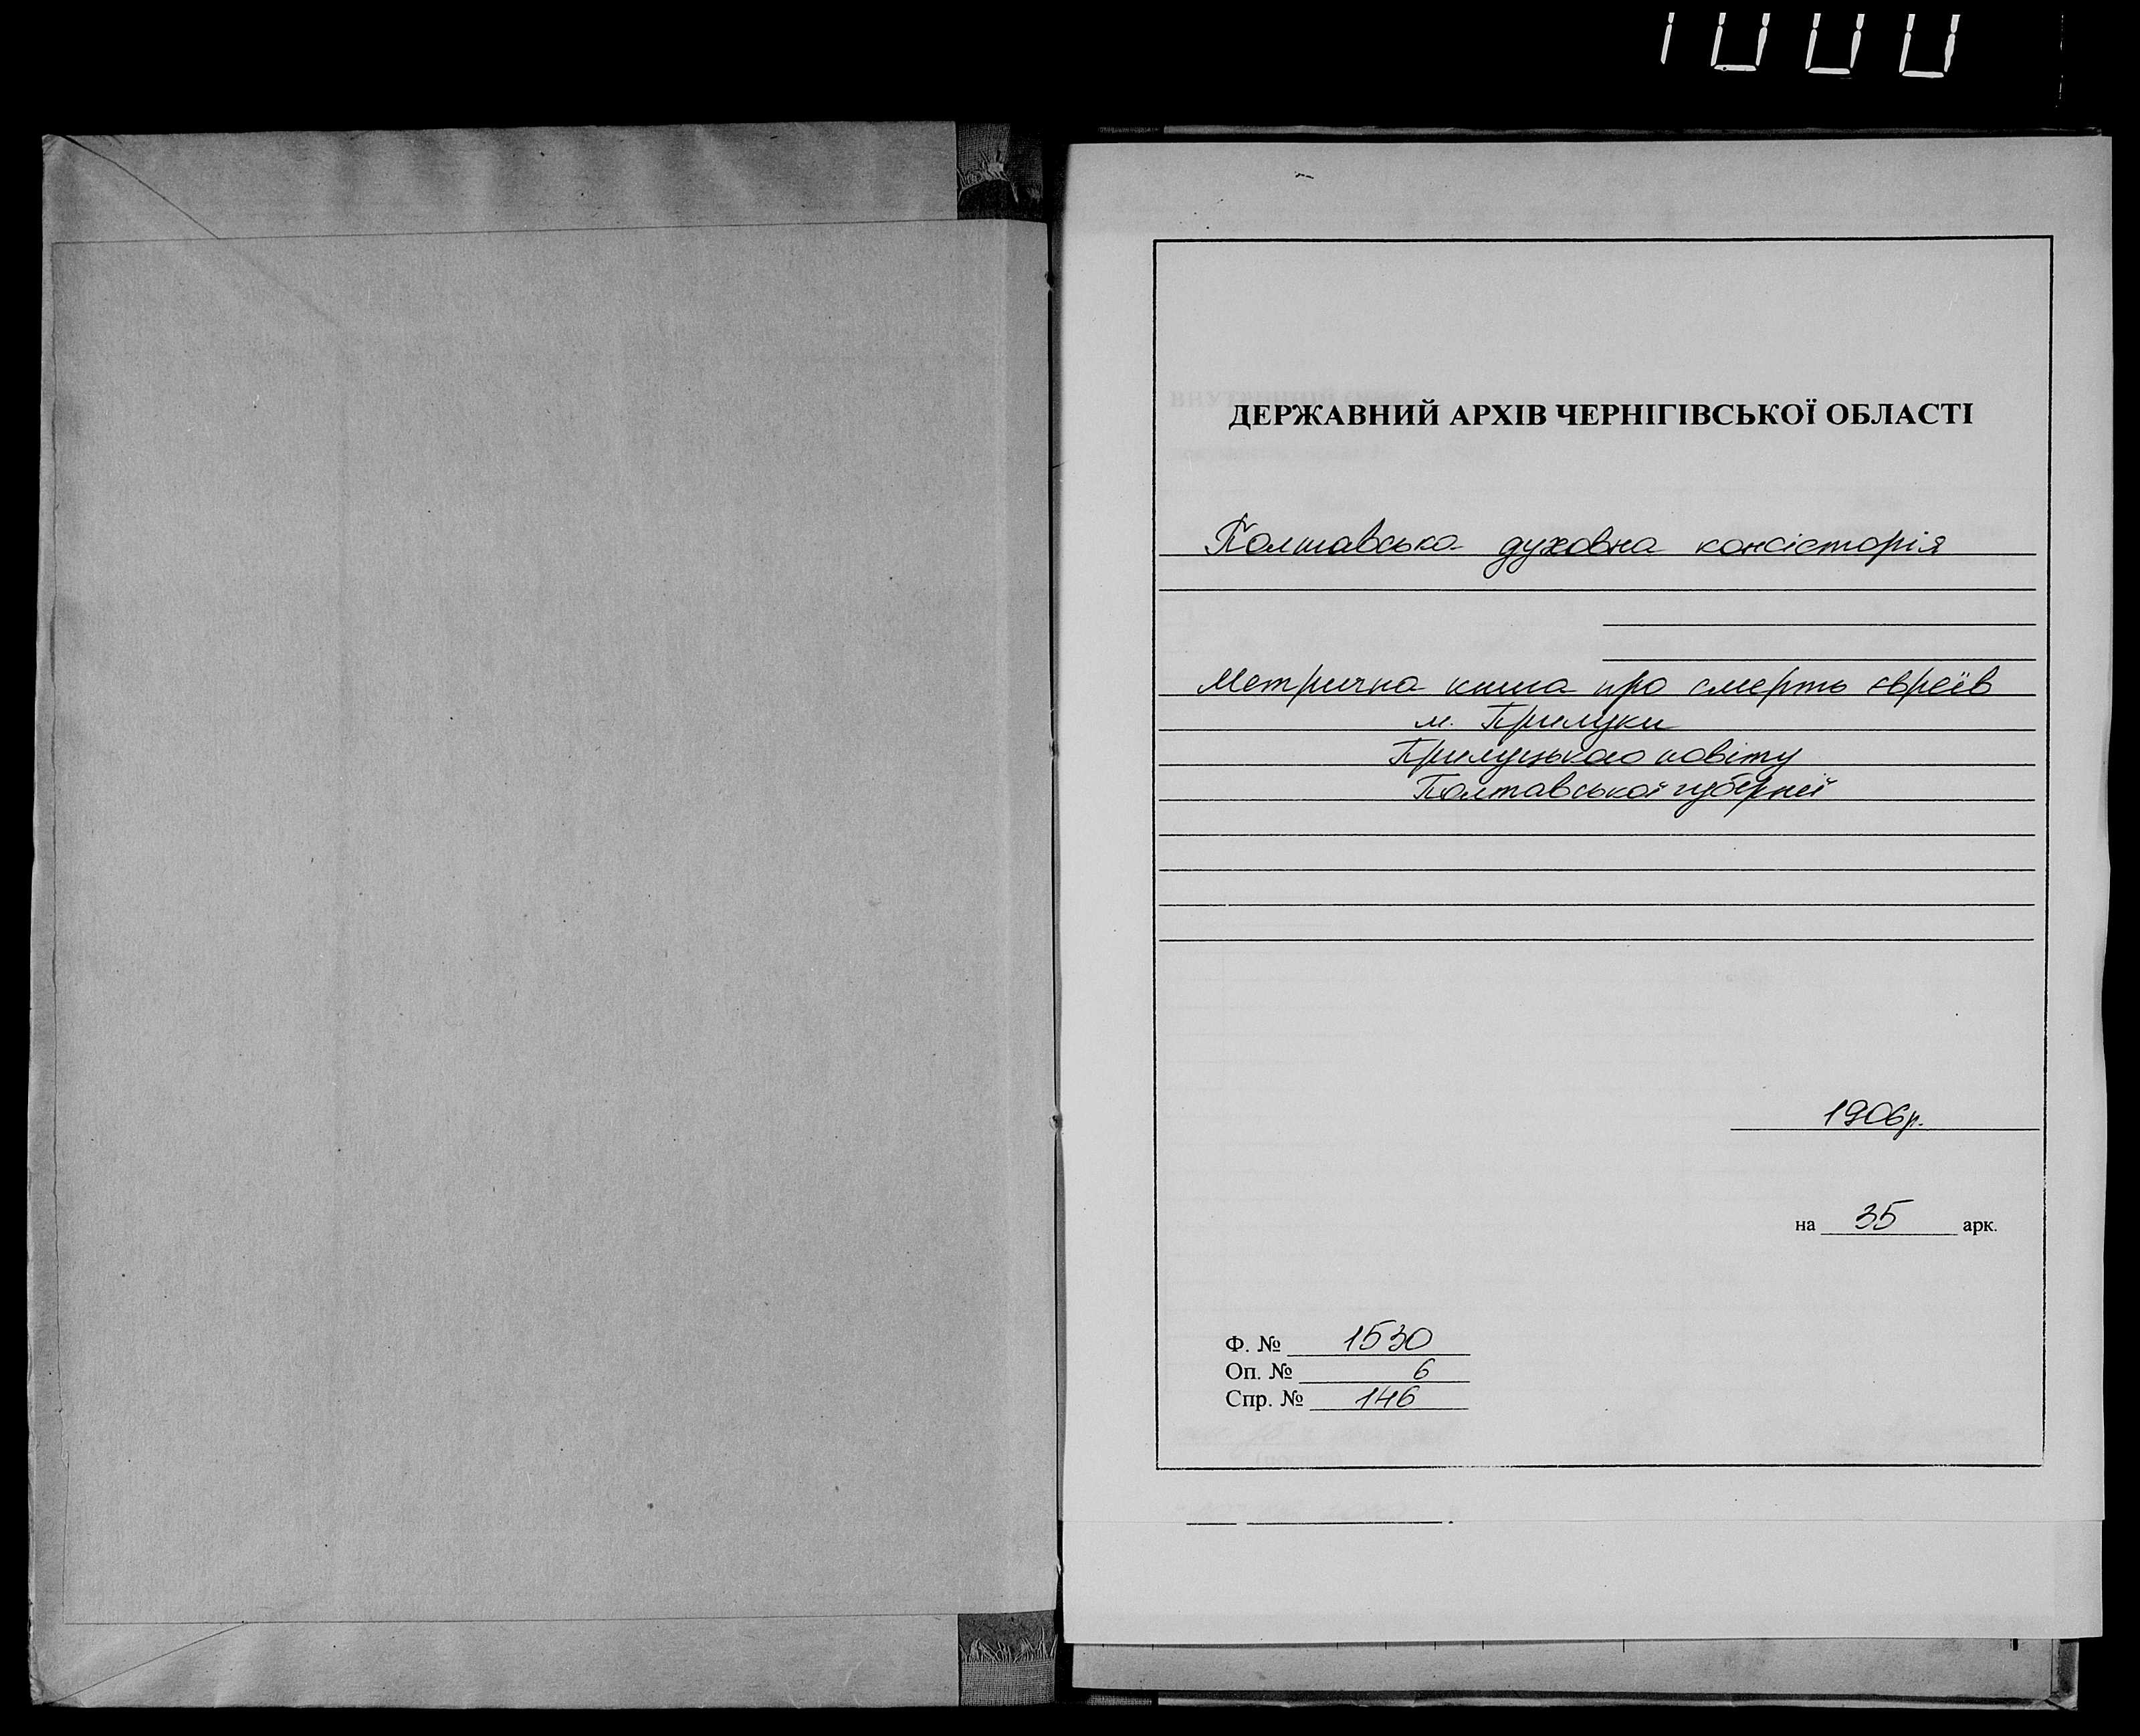 1000
ДЕРЖАВНИЙ АРХІВ ЧЕРНІГІВСЬКОЇ ОБЛАСТІ
Полтавська духовна консісторія
Метрична книга про смерть євреїв
м. Прилуки
Прилуцького повіту
Полтавської губернії
1906р.
на 35 арк.
Ф. № 1530
Оп. № 6
Спр. № 146